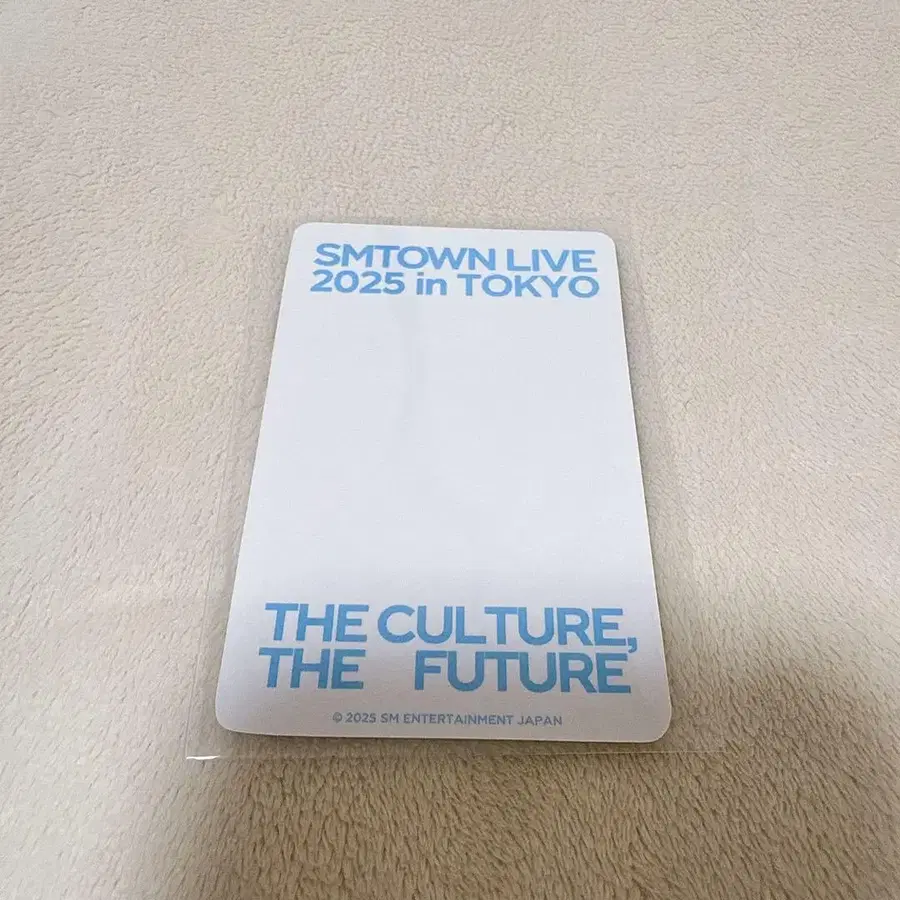 SMTOWN LIVE
2025 in TOKYO
THE CULTURE,
THE FUTURE
© 2025 SM ENTERTAINMENT JAPAN